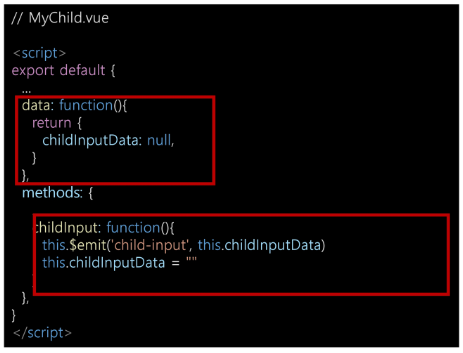 // MyChild.vue
<script>
export default {
...
data: function(){
return {
childInputData: null,
}
},
methods: {
childInput: function(){
this.$emit('child-input', this.childInputData)
this.childInputData = ""
},
}
</script>